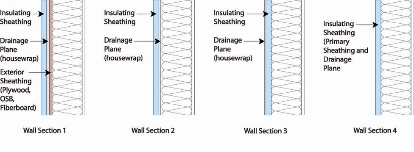 Insulating
Sheathing
Drainage
Plane
(housewrap)
Exterior
Sheathing
(Plywood,
OSB,
Fiberboard)
Wall Section 1
Insulating
Sheathing
Drainage
Plane
(housewrap)
Wall Section 2
Insulating
Sheathing
Drainage
Plane
(housewrap)
Wall Section 3
Insulating
Sheathing
(Primary
Sheathing and
Drainage
Plane
Wall Section 4